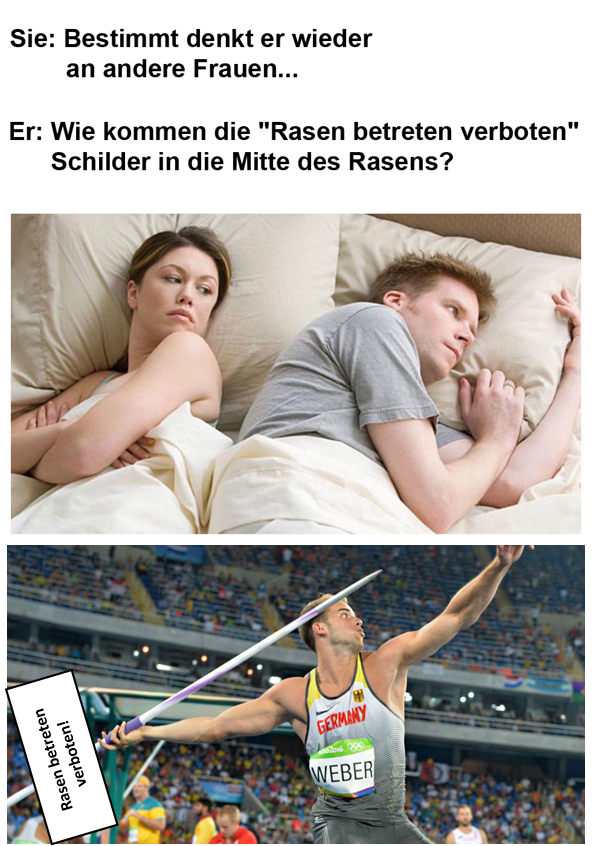 Sie: Bestimmt denkt er wieder
an andere Frauen...
Er: Wie kommen die "Rasen betreten verboten"
Schilder in die Mitte des Rasens?
Rasen betreten
verboten!
GERMANY
WEBER